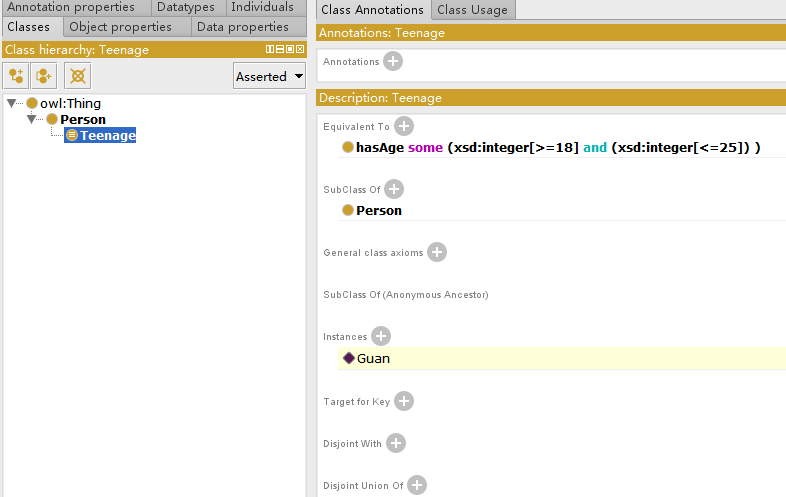 Annotation properties Datatypes Individuals
Classes Object properties Data properties
Class hierarchy: Teenage
Asserted
owl:Thing
Person
Teenage
Class Annotations Class Usage
Annotations: Teenage
Annotations
Description: Teenage
Equivalent To
hasAge some (xsd:integer[>=18] and (xsd:integer[<=25]) )
SubClass Of
Person
General class axioms
SubClass Of (Anonymous Ancestor)
Instances
Guan
Target for Key
Disjoint With
Disjoint Union Of